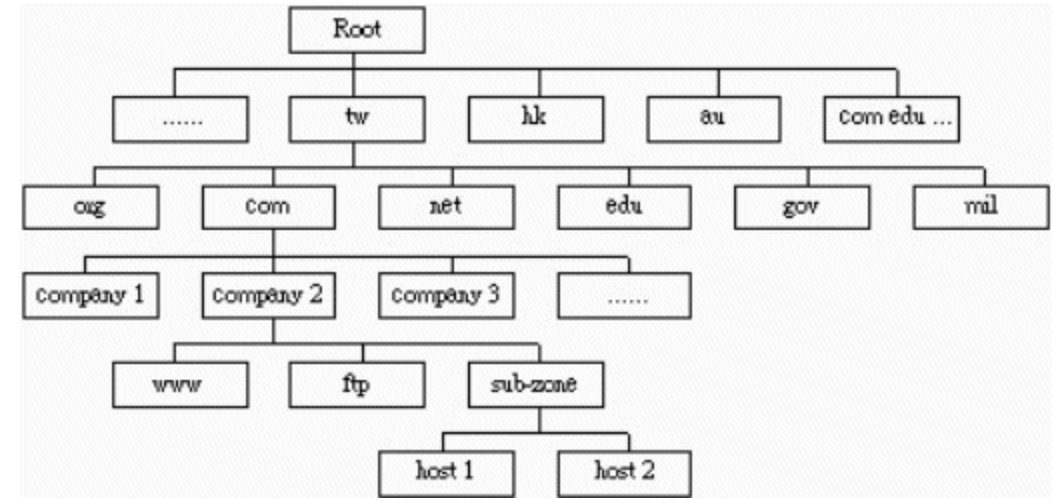 Root
...... tw hk au com edu ...
org com net edu gov mil
company 1 company 2 company 3 ......
www ftp sub-zone
host 1 host 2